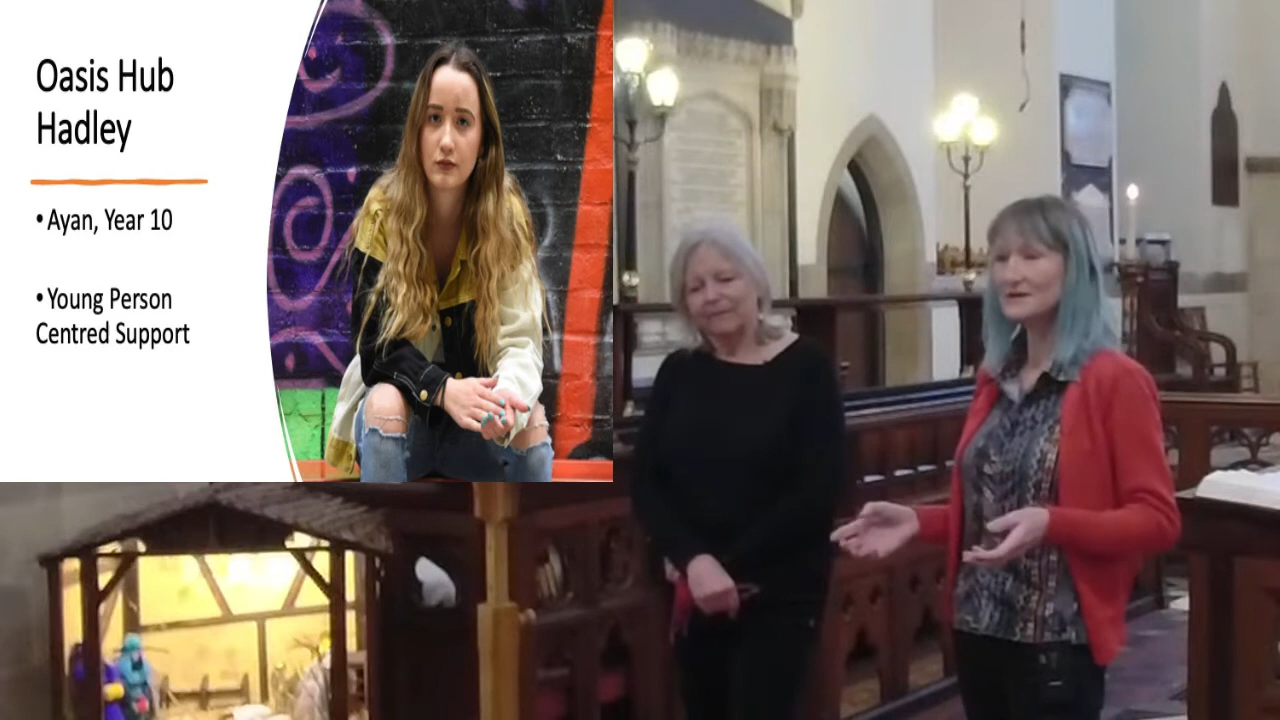 Oasis Hub
Hadley
•Ayan, Year 10
•Young Person
Centred Support